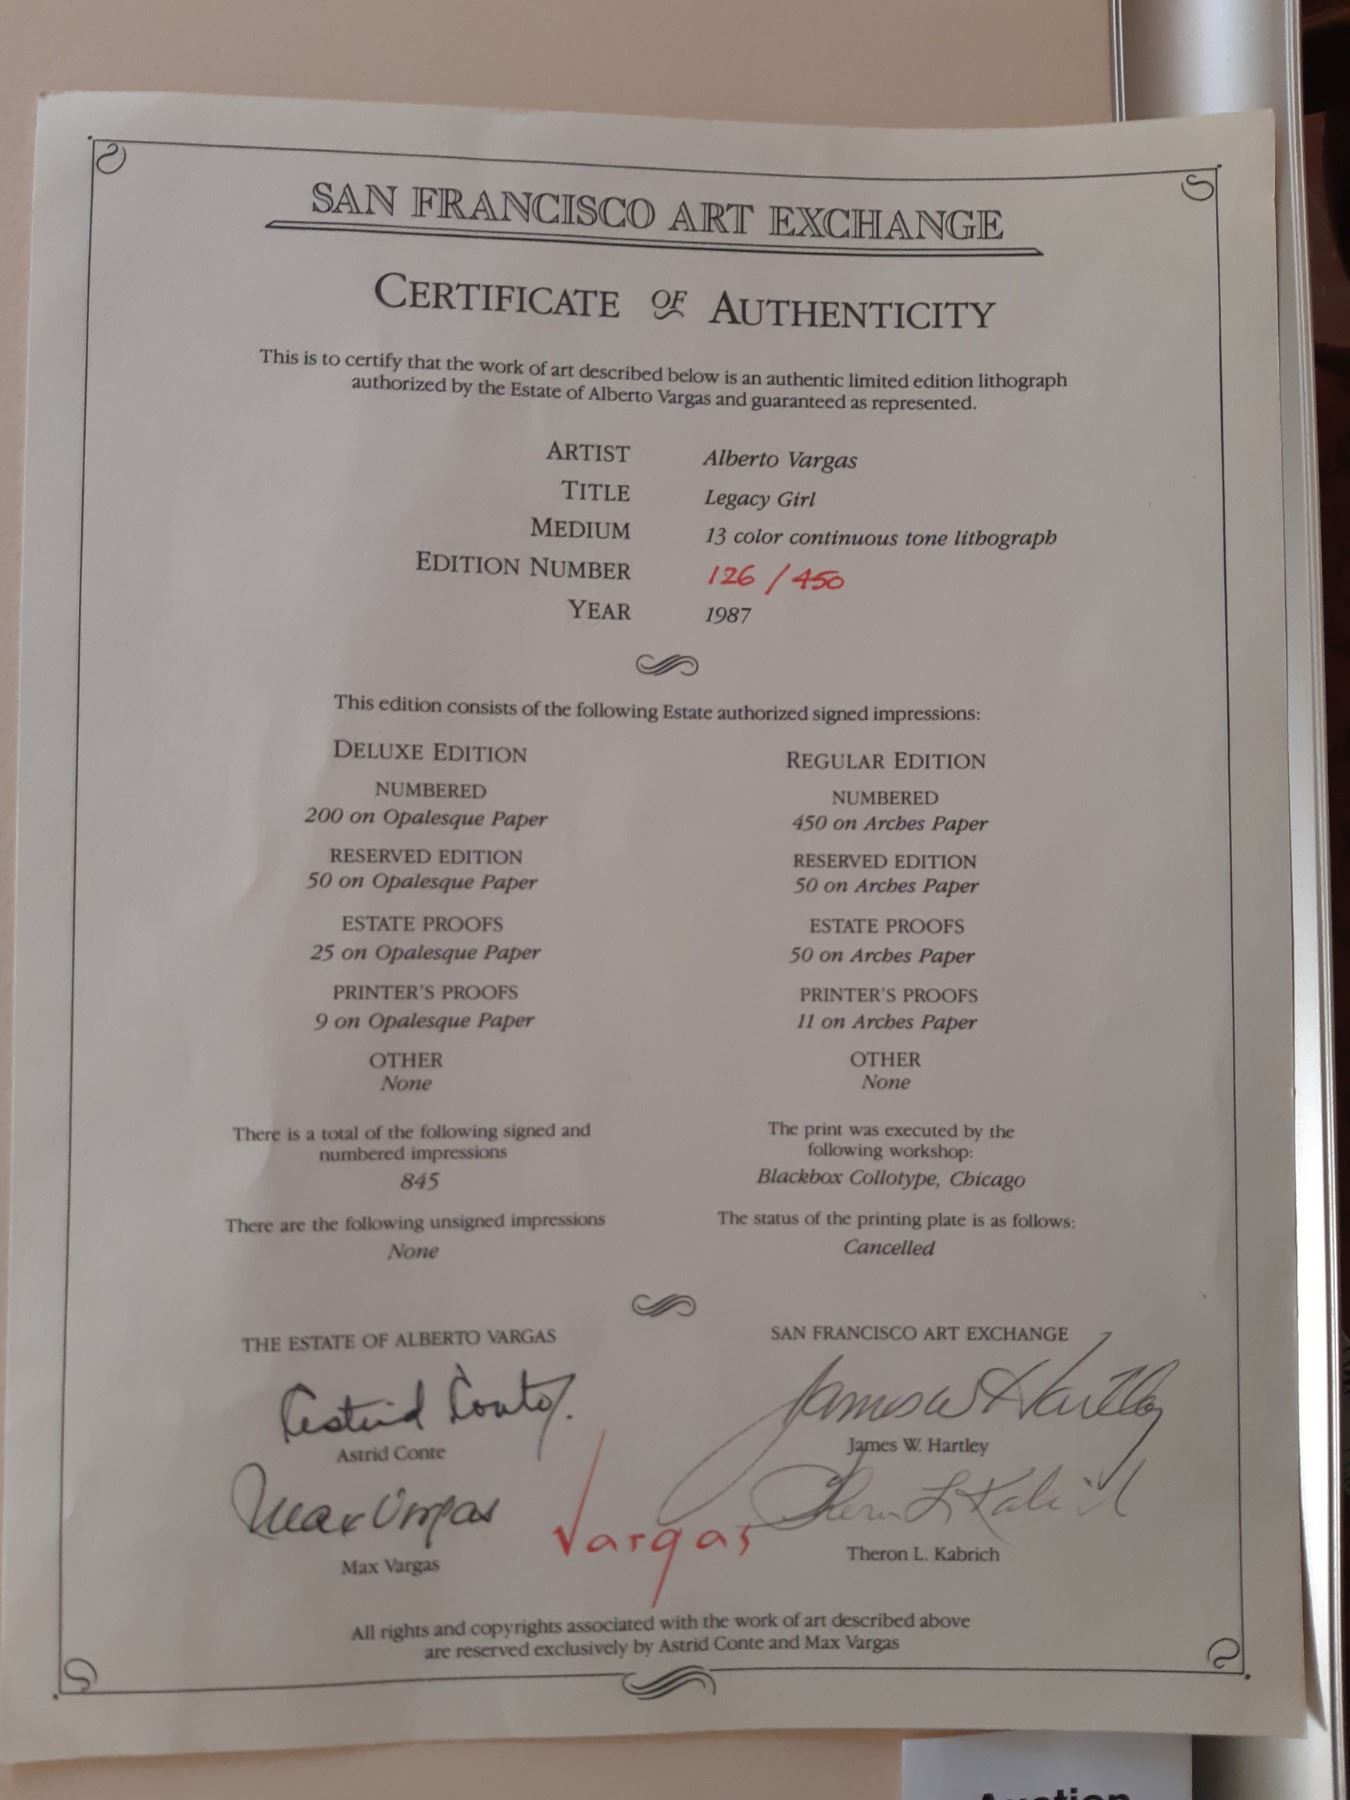 SAN FRANCISCO ART EXCHANGE
CERTIFICATE OF AUTHENTICITY
This is to certify that the work of art described below is an authentic limited edition lithograph
authorized by the Estate of Alberto Vargas and guaranteed as represented.
ARTIST Alberto Vargas
TITLE Legacy Girl
MEDIUM 13 color continuous tone lithograph
EDITION NUMBER 126 / 450
YEAR 1987
This edition consists of the following Estate authorized signed impressions:
DELUXE EDITION
NUMBERED
200 on Opalesque Paper
RESERVED EDITION
50 on Opalesque Paper
ESTATE PROOFS
25 on Opalesque Paper
PRINTER'S PROOFS
9 on Opalesque Paper
OTHER
None
REGULAR EDITION
NUMBERED
450 on Arches Paper
RESERVED EDITION
50 on Arches Paper
ESTATE PROOFS
50 on Arches Paper
PRINTER'S PROOFS
11 on Arches Paper
OTHER
None
There is a total of the following signed and
numbered impressions
845
There are the following unsigned impressions
None
The print was executed by the
following workshop:
Blackbox Collotype, Chicago
The status of the printing plate is as follows:
Cancelled
THE ESTATE OF ALBERTO VARGAS
Astrid Conte
Astrid Conte
Max Vargas
Max Vargas
Vargas
SAN FRANCISCO ART EXCHANGE
James W Hartley
James W. Hartley
Theron L Kabrich
Theron L. Kabrich
All rights and copyrights associated with the work of art described above
are reserved exclusively by Astrid Conte and Max Vargas
Auction